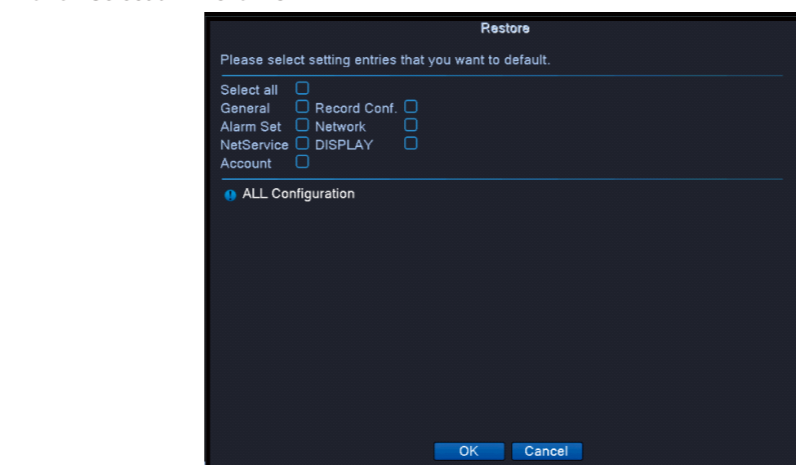 Restore
Please select setting entries that you want to default.
Select all
General Record Conf.
Alarm Set Network
NetService DISPLAY
Account
ALL Configuration
OK Cancel